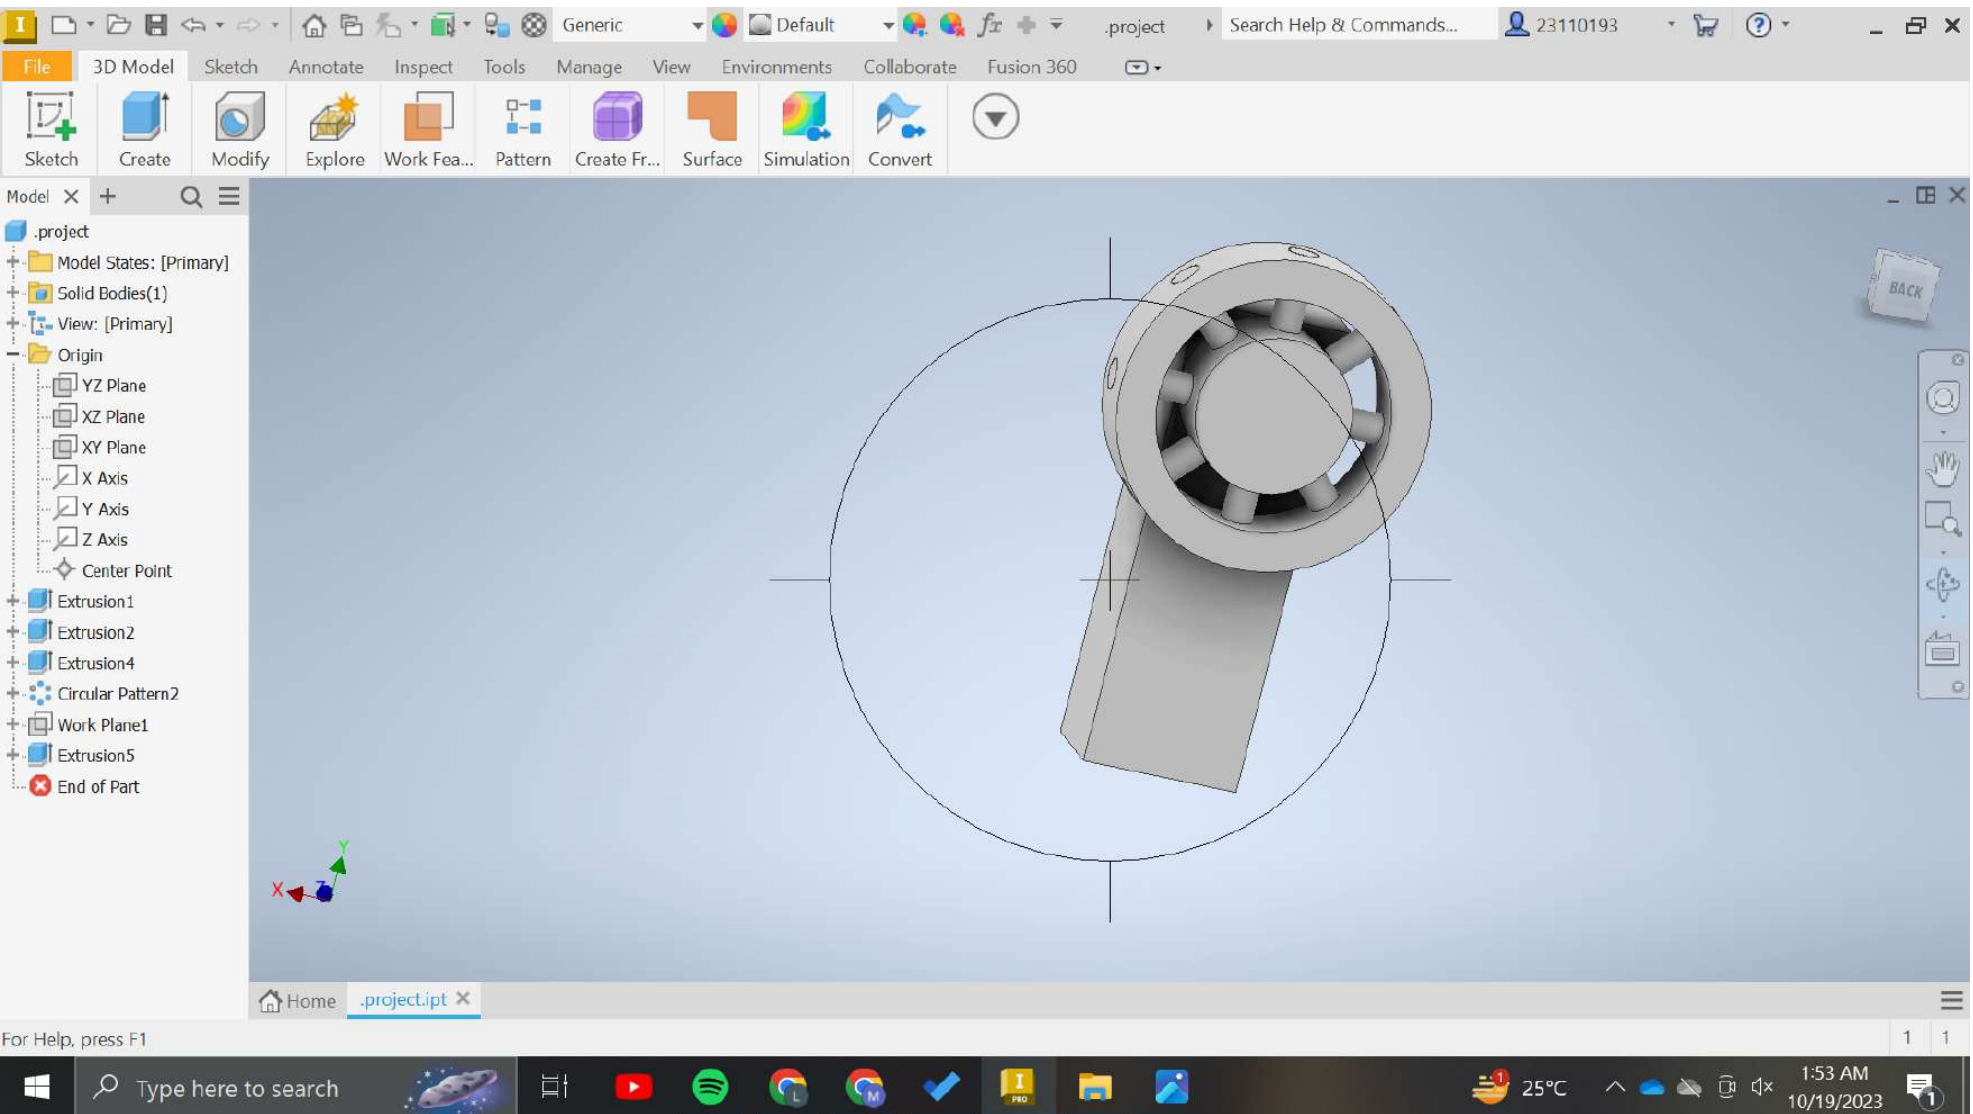 I
Generic
Default
fx
.project
Search Help & Commands...
23110193
?
File
3D Model
Sketch
Annotate
Inspect
Tools
Manage
View
Environments
Collaborate
Fusion 360
Sketch
Create
Modify
Explore
Work Fea...
Pattern
Create Fr...
Surface
Simulation
Convert
Model
.project
Model States: [Primary]
Solid Bodies(1)
View: [Primary]
Origin
YZ Plane
XZ Plane
XY Plane
X Axis
Y Axis
Z Axis
Center Point
Extrusion1
Extrusion2
Extrusion4
Circular Pattern2
Work Plane1
Extrusion5
End of Part
BACK
Y
X
Z
Home
.project.ipt
For Help, press F1
1 1
Type here to search
L
M
I
PRO
1
25°C
1:53 AM
10/19/2023
1